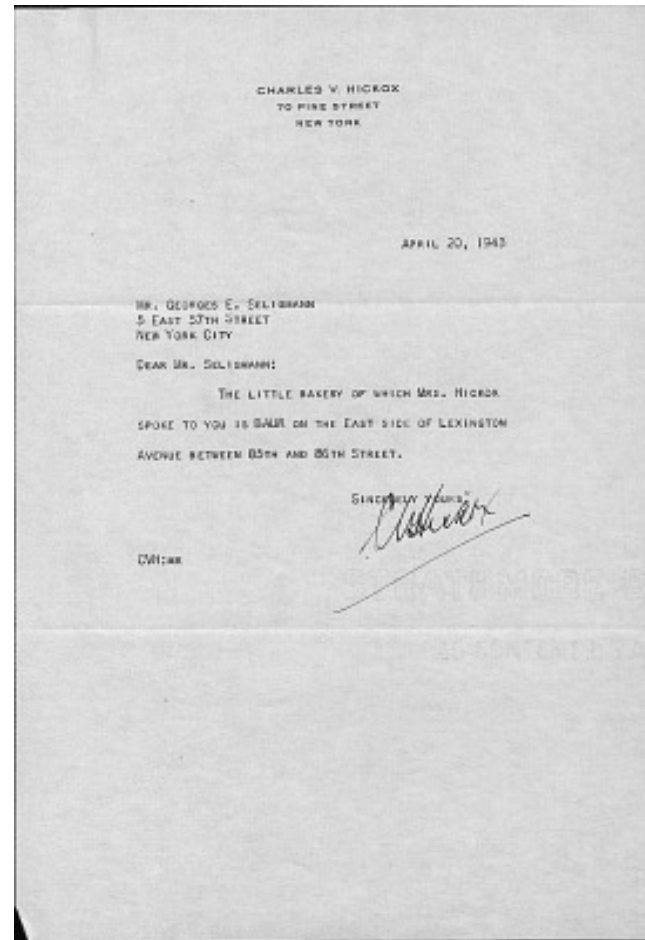 CHARLES V. HICKOX
70 PINE STREET
NEW YORK
APRIL 20, 1943
MR. GEORGES E. SELIGMANN
5 EAST 57TH STREET
NEW YORK CITY
DEAR MR. SELIGMANN:
THE LITTLE BAKERY OF WHICH MRS. HICKOX
SPOKE TO YOU IS BAUR ON THE EAST SIDE OF LEXINGTON
AVENUE BETWEEN 85TH AND 86TH STREET.
SINCERELY YOURS
CVHickox